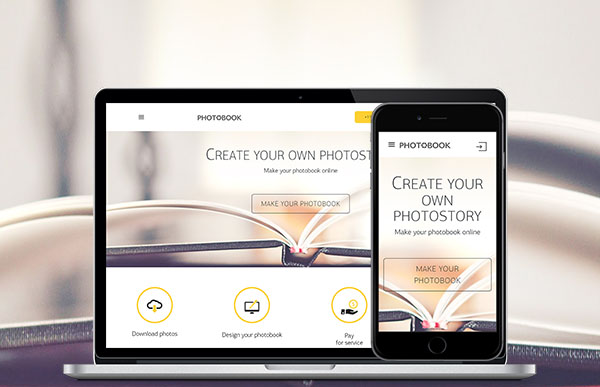 PHOTOBOOK
CREATE YOUR OWN PHOTOST
Make your photobook online
MAKE YOUR PHOTOBOOK
Download photos
Design your photobook
Pay
for service
PHOTOBOOK
CREATE YOUR
OWN
PHOTOSTORY
Make your photobook online
MAKE YOUR
PHOTOBOOK